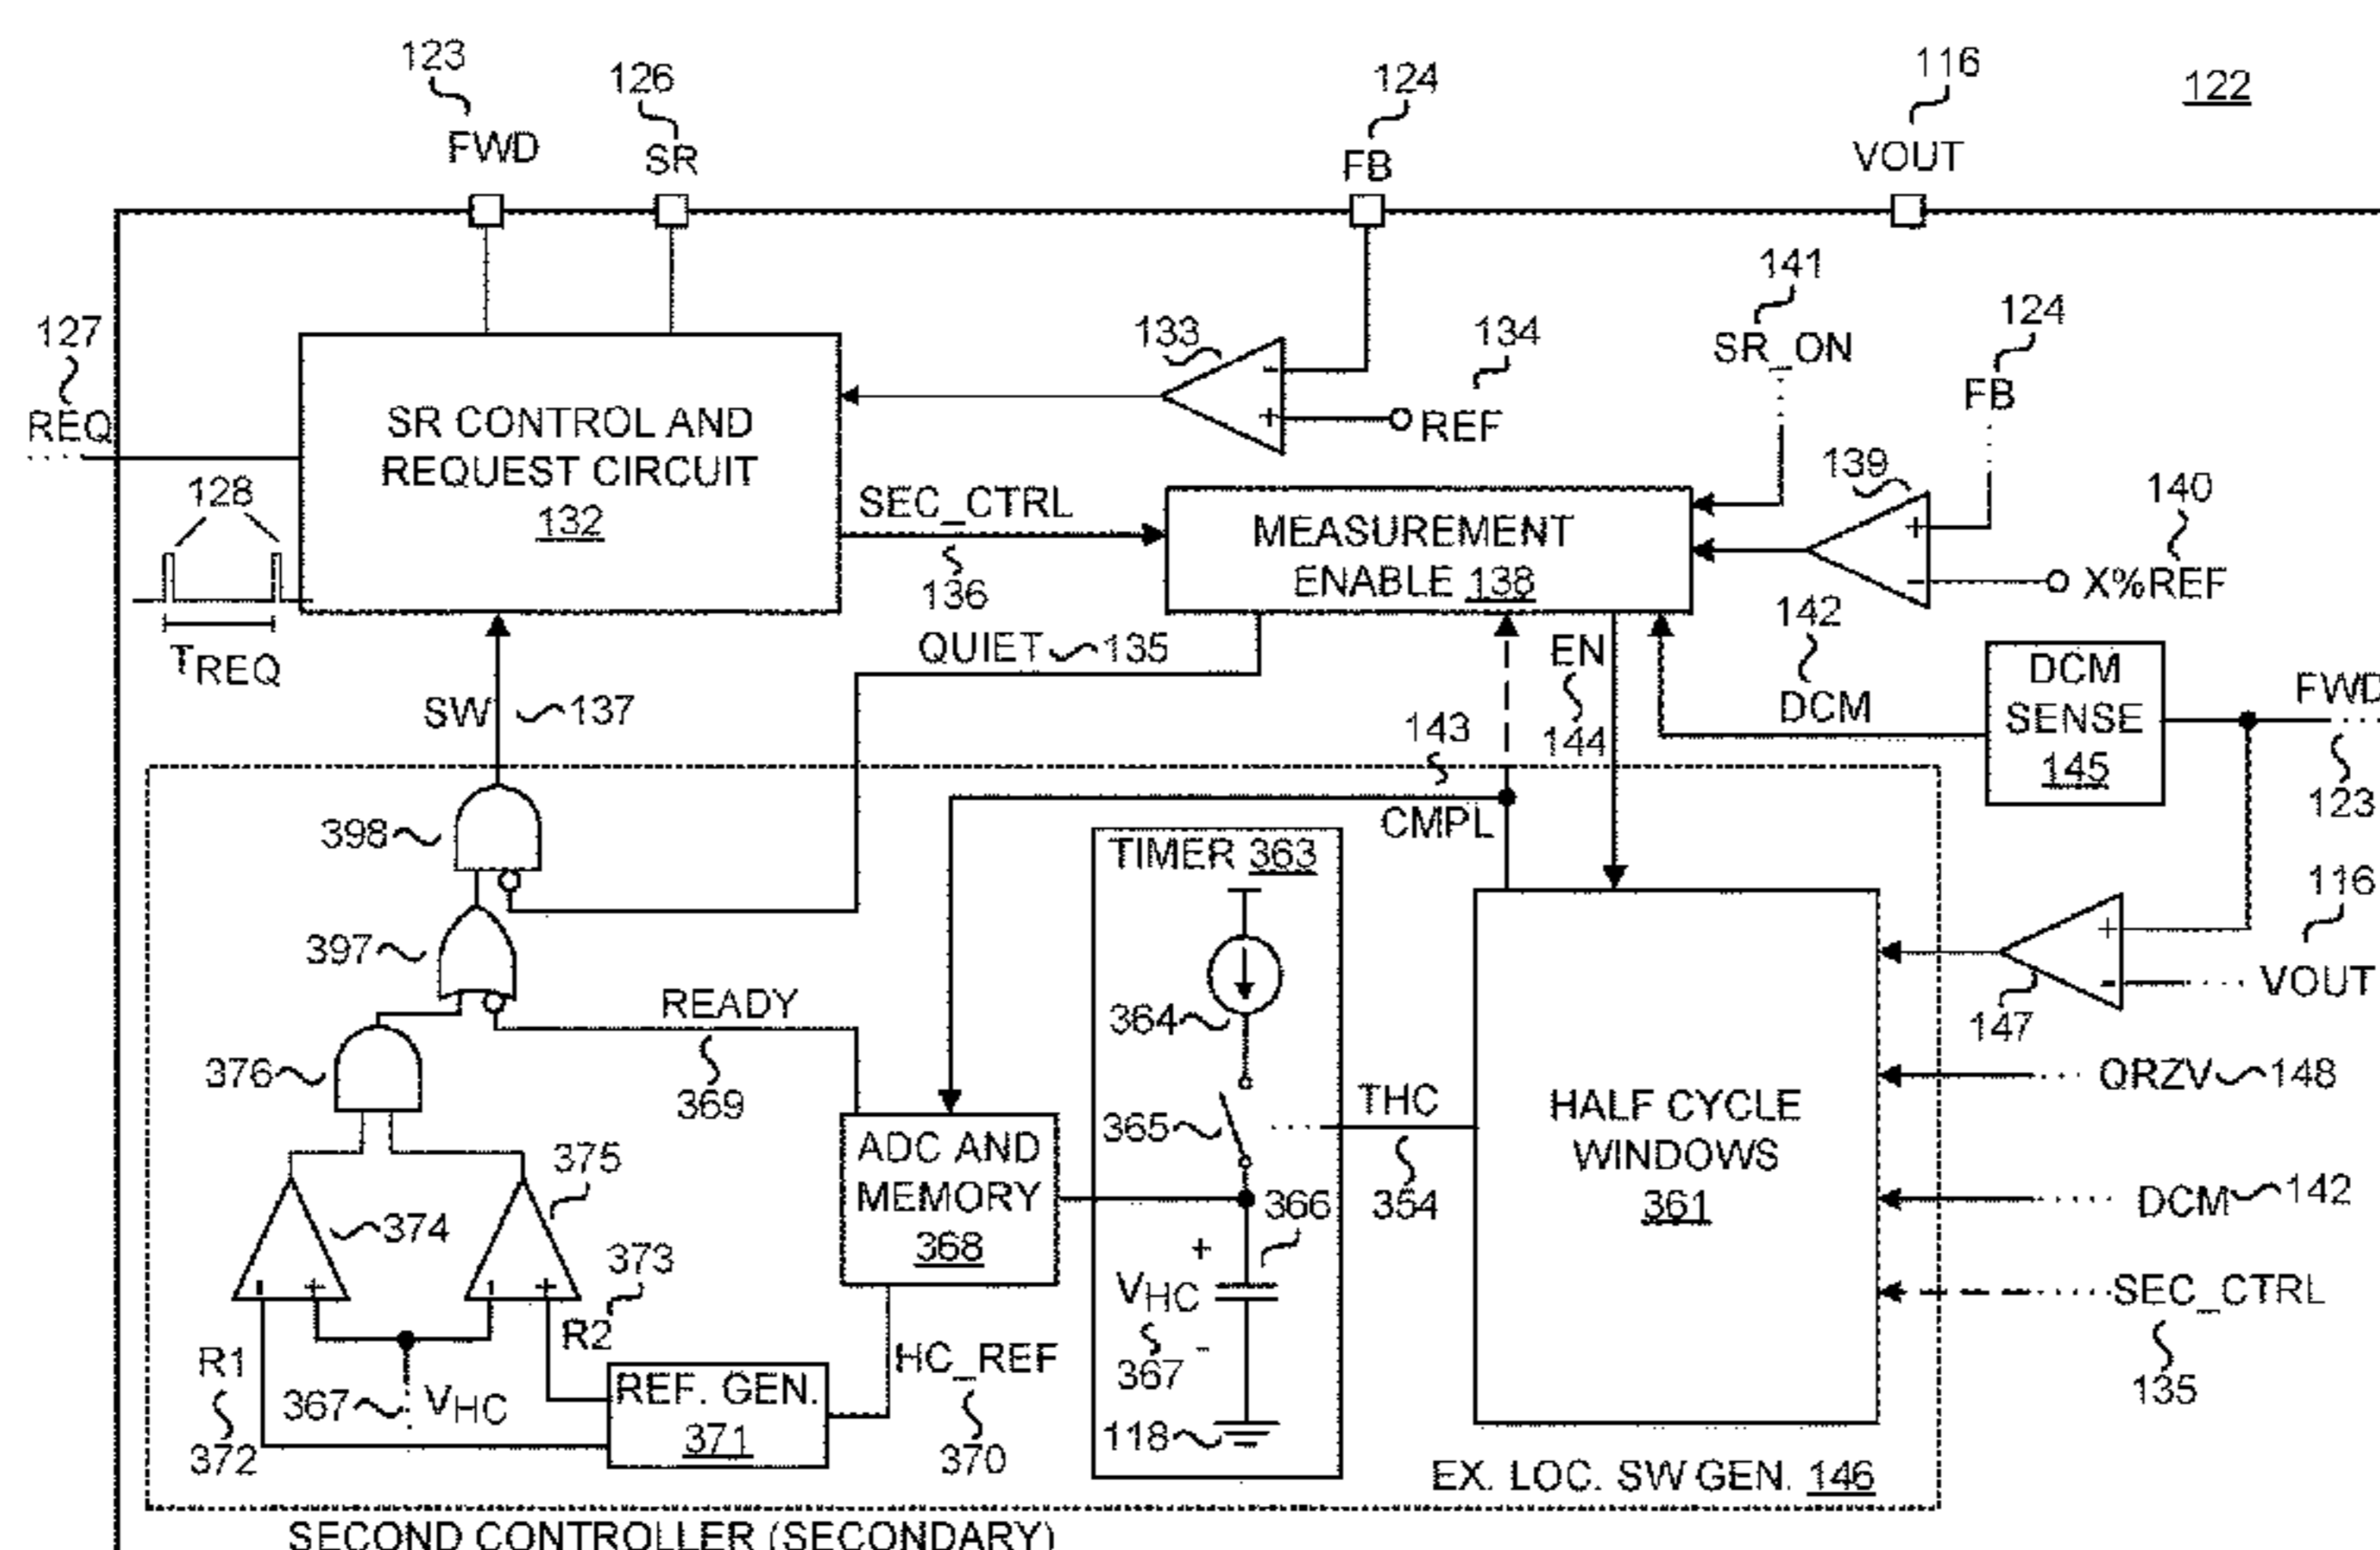 123
FWD
126
SR
124
FB
116
VOUT
122
127
REQ
128
TREQ
SR CONTROL AND
REQUEST CIRCUIT
132
133
-
+
134
REF
141
SR_ON
124
FB
139
+
-
140
X%REF
SEC_CTRL
136
MEASUREMENT
ENABLE 138
QUIET 135
SW 137
EN
144
142
DCM
DCM
SENSE
145
FWD
123
143
CMPL
398
397
READY
369
376
TIMER 363
364
365
366
+
VHC
367
-
118
THC
354
HALF CYCLE
WINDOWS
361
116
+
-
VOUT
147
QRZV 148
DCM 142
SEC_CTRL
135
ADC AND
MEMORY
368
375
374
- +
- +
373
R2
R1
372
367 VHC
REF. GEN.
371
HC_REF
370
EX. LOC. SW GEN. 146
SECOND CONTROLLER (SECONDARY)